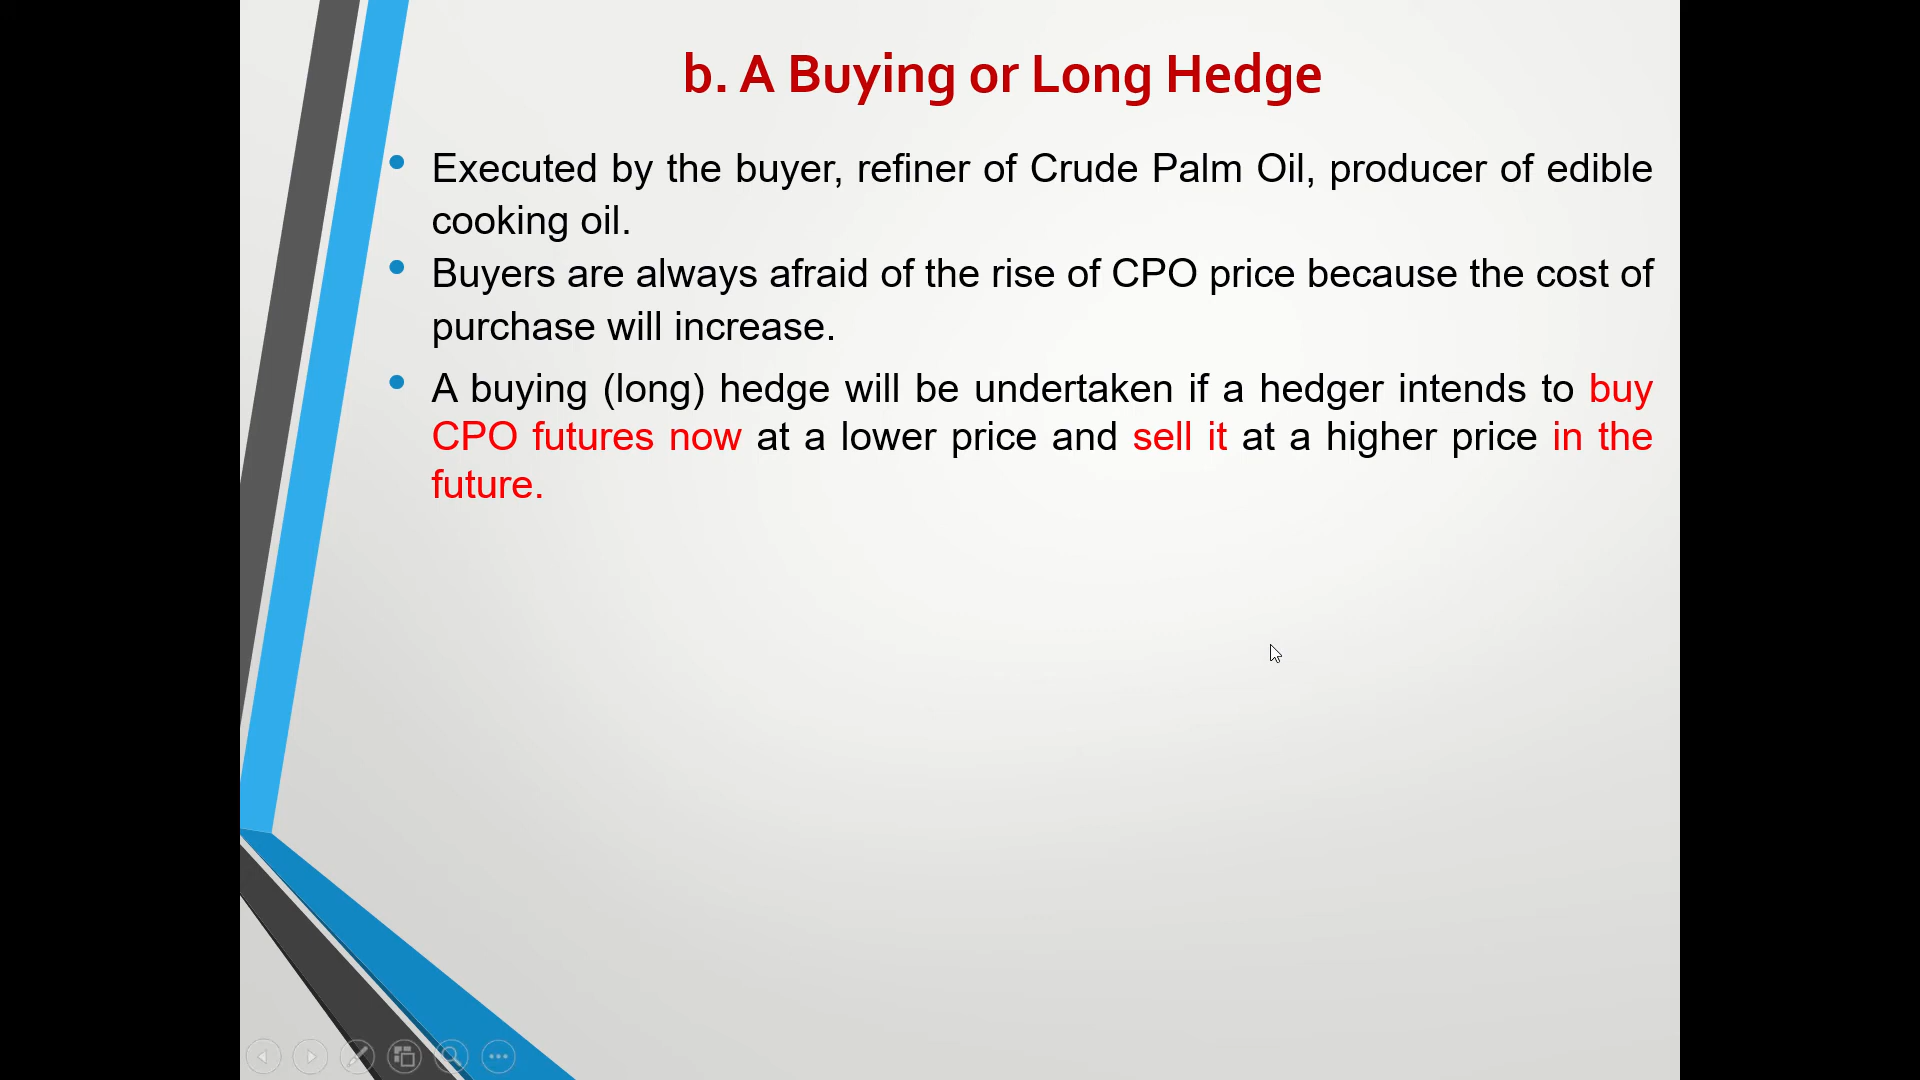 b. A Buying or Long Hedge
Executed by the buyer, refiner of Crude Palm Oil, producer of edible
cooking oil.
Buyers are always afraid of the rise of CPO price because the cost of
purchase will increase.
A buying (long) hedge will be undertaken if a hedger intends to buy
CPO futures now at a lower price and sell it at a higher price in the
future.